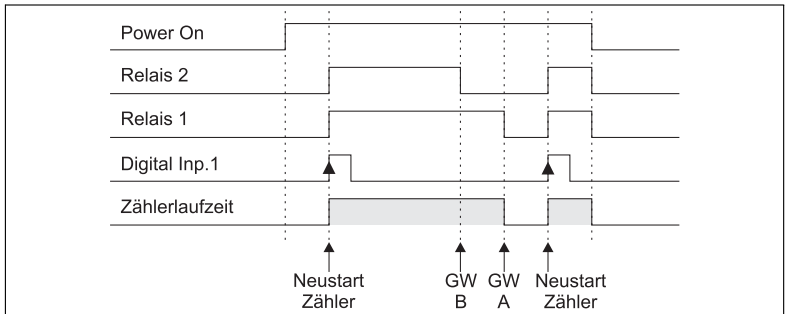 Power On
Relais 2
Relais 1
Digital Inp.1
Zählerlaufzeit
Neustart GW GW Neustart
Zähler B A Zähler